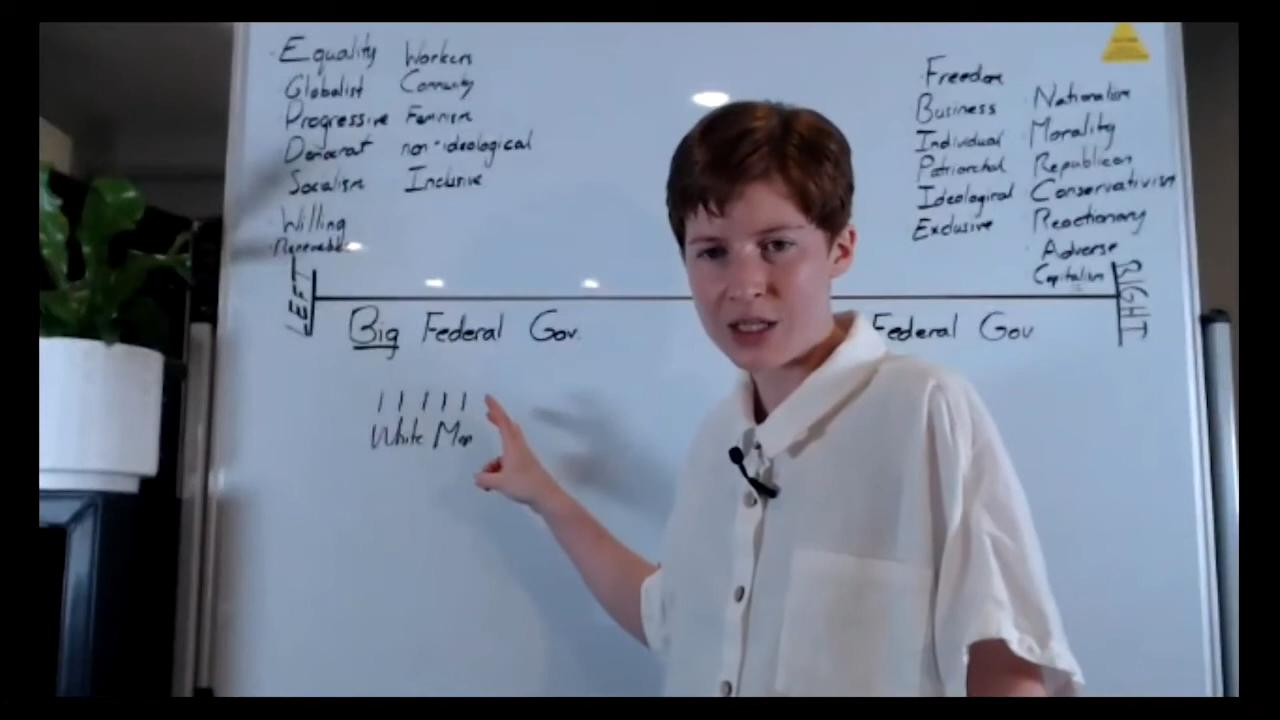 Equality Workers
Globalist Community
Progressive Feminism
Democrat non-ideological
Socialism Inclusive
Willing
Renewable
LEFT
Big Federal Gov.
White Men
Freedom
Business Nationalism
Individual Morality
Patriarchal Republican
Ideological Conservativism
Exclusive Reactionary
Adverse
Capitalism
RIGHT
Federal Gov